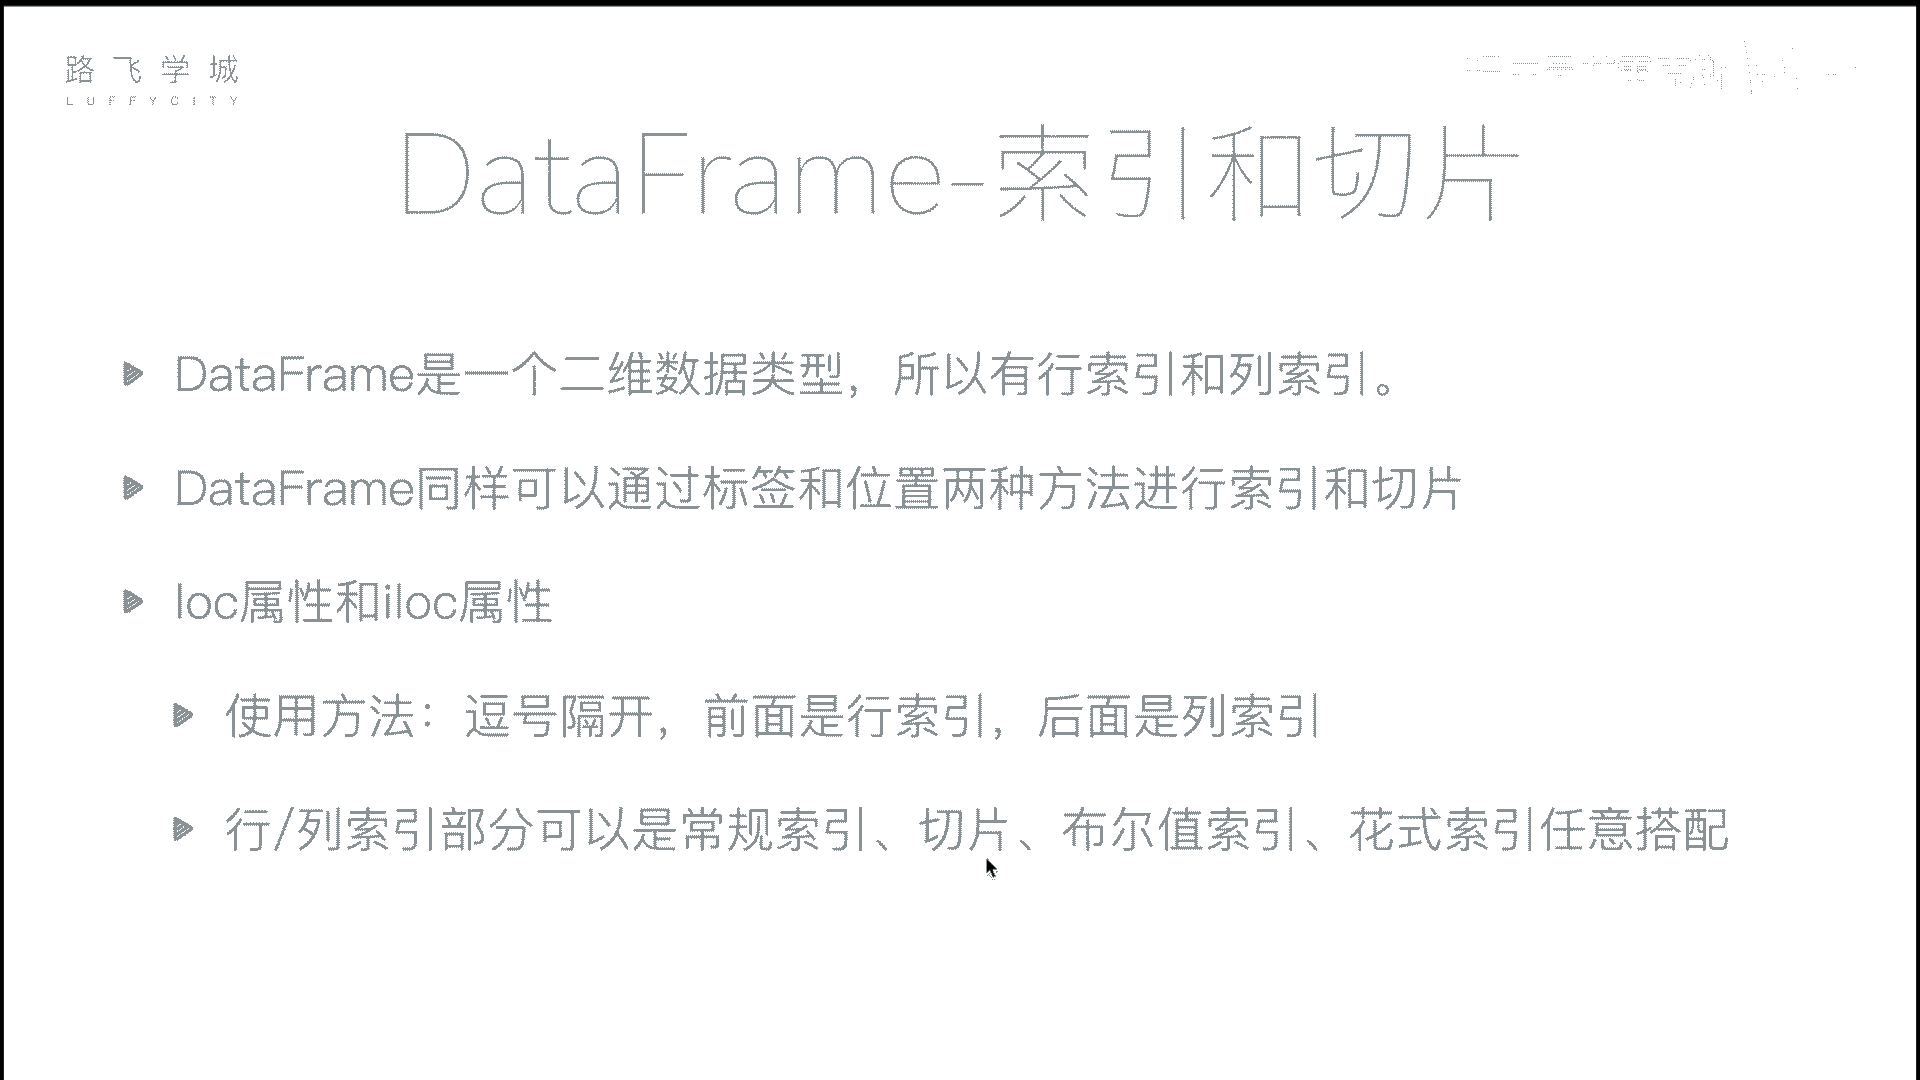 路飞学城
LUFFYCITY
DataFrame-索引和切片
DataFrame是一个二维数据类型，所以有行索引和列索引。
DataFrame同样可以通过标签和位置两种方法进行索引和切片
loc属性和iloc属性
使用方法：逗号隔开，前面是行索引，后面是列索引
行/列索引部分可以是常规索引、切片、布尔值索引、花式索引任意搭配